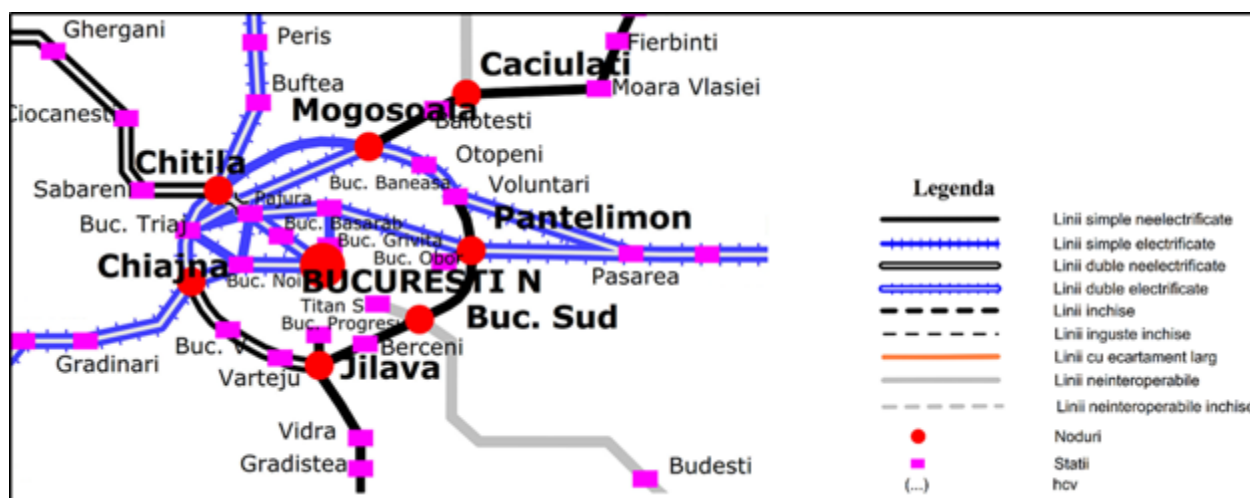 Ghergani
Peris
Fierbinti
Caciulati
Moara Vlasiei
Buftea
Mogosoaia
Balotesti
Ciocanesti
Otopeni
Chitila
Buc. Baneasa
Voluntari
Sabareni
Pajura
Buc. Triaj
Buc. Basarab
Pantelimon
Buc. Grivita
Buc. Obor
Chiajna
Buc. Noi
BUCURESTI N
Pasarea
Titan S
Buc. Progresu
Buc. Sud
Buc. V
Berceni
Gradinari
Varteju
Jilava
Vidra
Gradistea
Budesti
Legenda
Linii simple neelectrificate
Linii simple electrificate
Linii duble neelectrificate
Linii duble electrificate
Linii inchise
Linii inguste inchise
Linii cu ecartament larg
Linii neinteroperabile
Linii neinteroperabile inchise
Noduri
Statii
(...) hcv